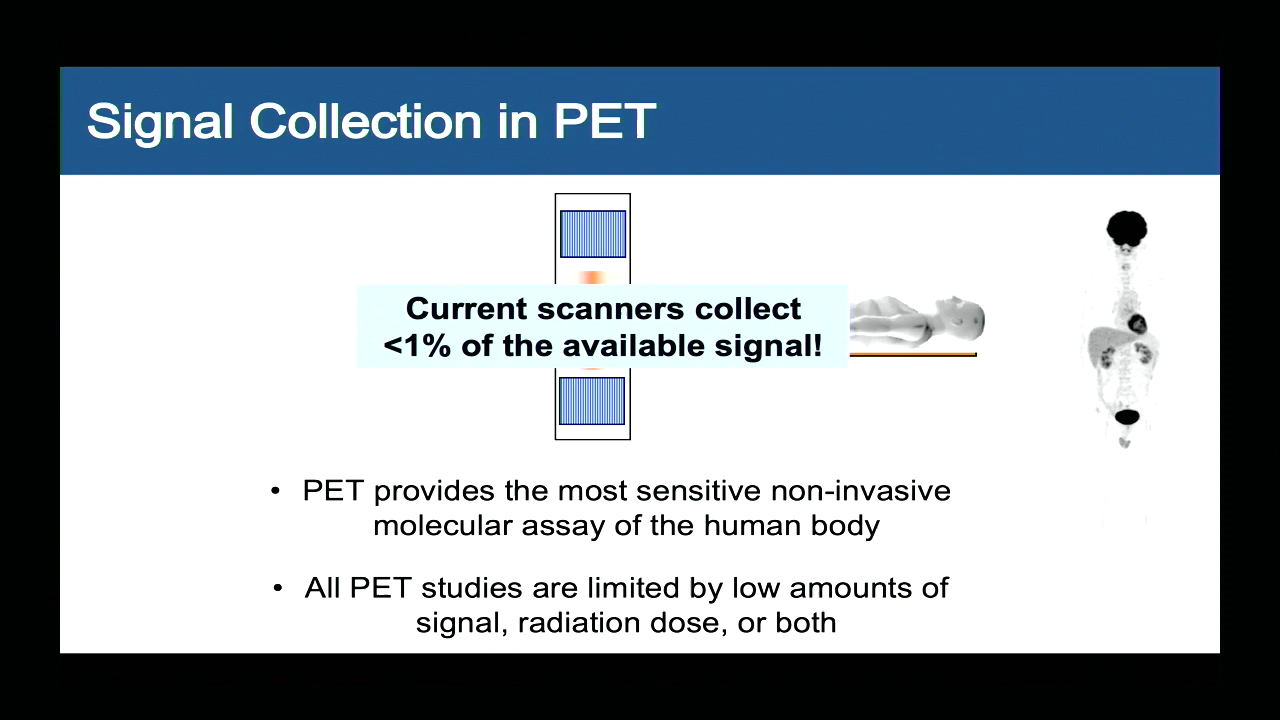 Signal Collection in PET
Current scanners collect
<1% of the available signal!
• PET provides the most sensitive non-invasive
molecular assay of the human body
• All PET studies are limited by low amounts of
signal, radiation dose, or both